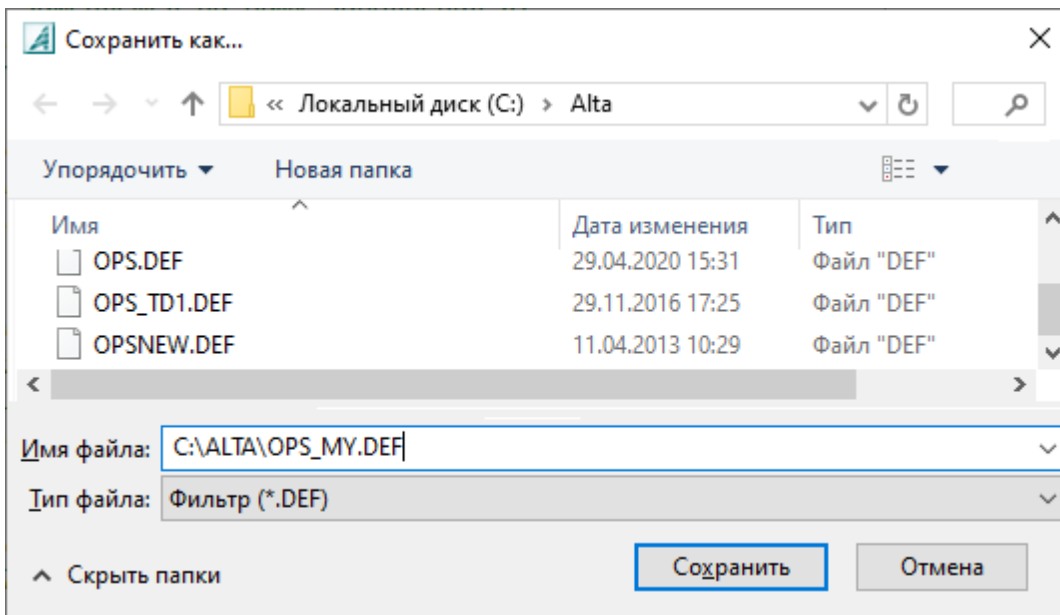 Сохранить как...
« Локальный диск (C:) › Alta
Упорядочить Новая папка
Имя Дата изменения Тип
OPS.DEF 29.04.2020 15:31 Файл "DEF"
OPS_TD1.DEF 29.11.2016 17:25 Файл "DEF"
OPSNEW.DEF 11.04.2013 10:29 Файл "DEF"
Имя файла: C:\ALTA\OPS_MY.DEF
Тип файла: Фильтр (*.DEF)
Скрыть папки Сохранить Отмена